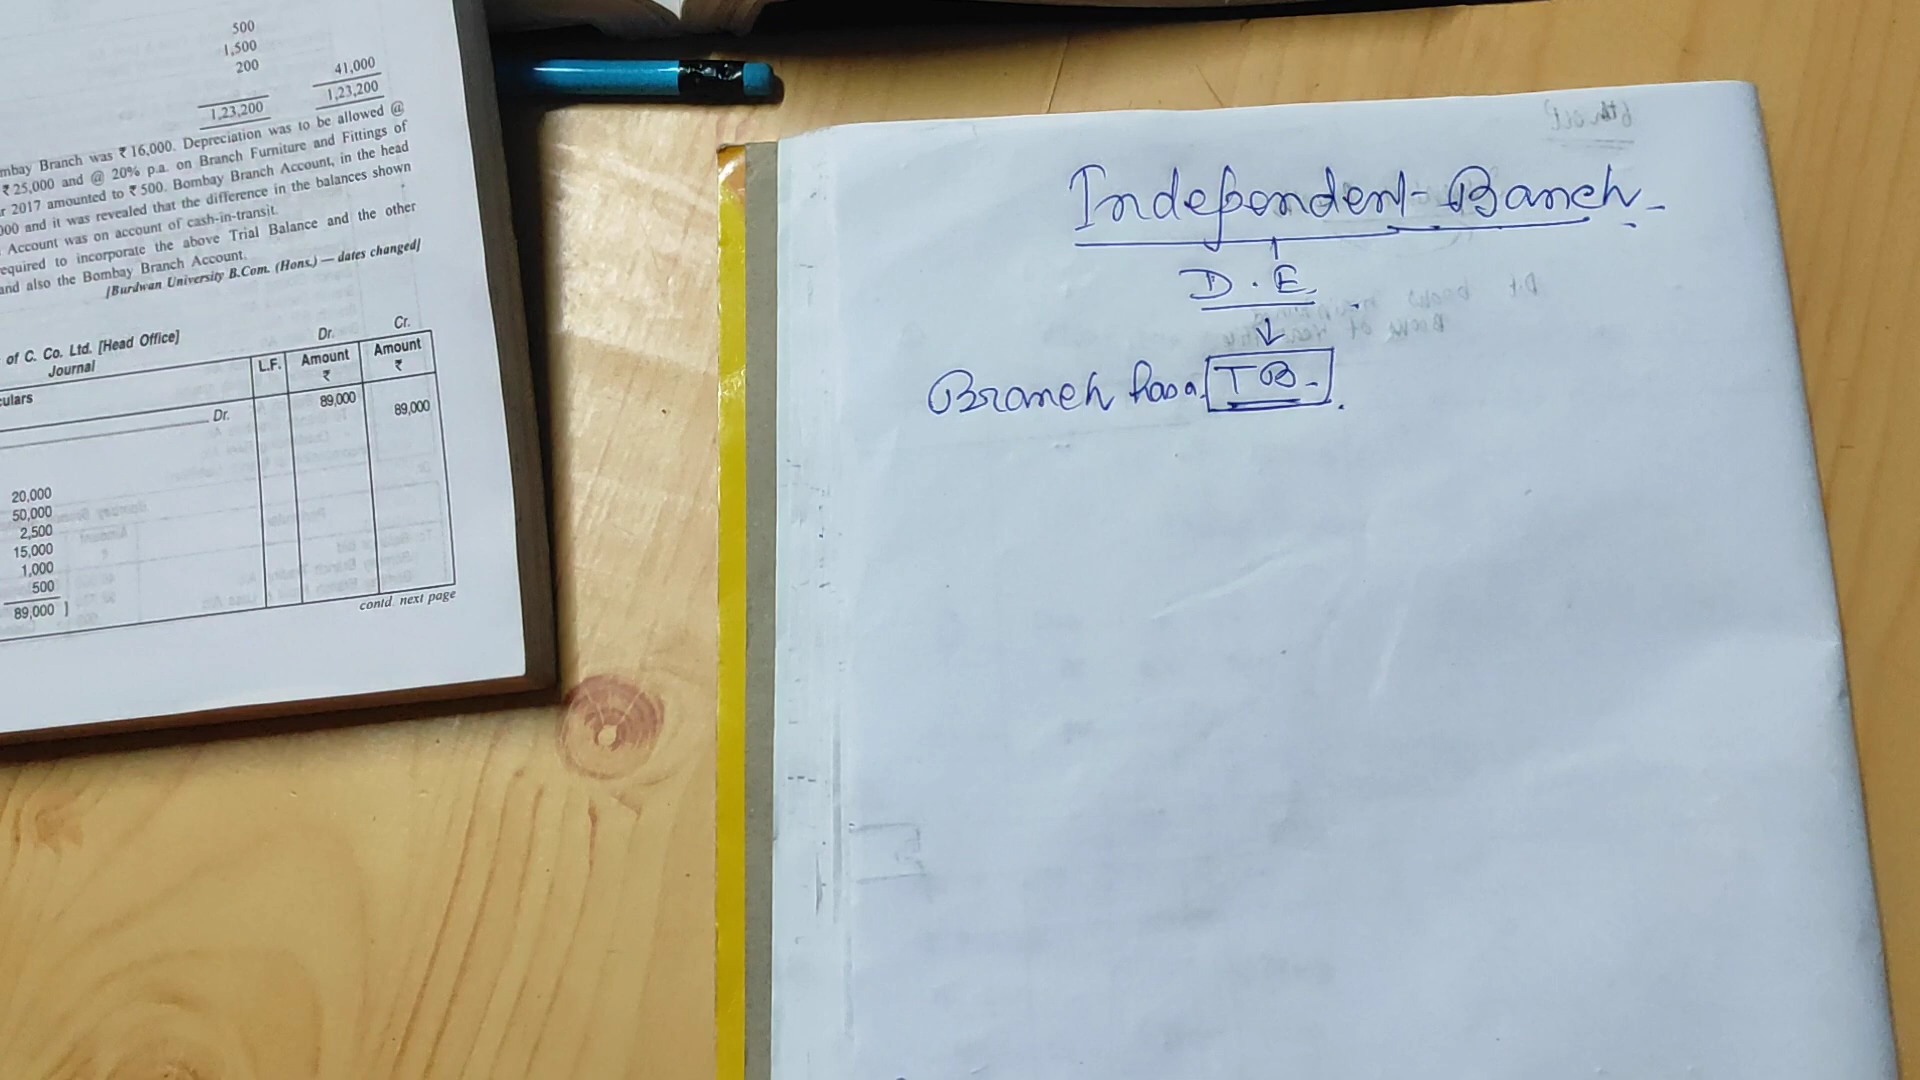 500
1,500
200
41,000
1,23,200 1,23,200
mbay Branch was ₹ 16,000. Depreciation was to be allowed @
₹ 25,000 and @ 20% p.a. on Branch Furniture and Fittings of
r 2017 amounted to ₹ 500. Bombay Branch Account, in the head
000 and it was revealed that the difference in the balances shown
Account was on account of cash-in-transit.
equired to incorporate the above Trial Balance and the other
and also the Bombay Branch Account.
[Burdwan University B.Com. (Hons.) — dates changed]
of C. Co. Ltd. [Head Office]
Journal
Dr. Cr.
culars L.F. Amount Amount
₹ ₹
Dr. 89,000
89,000
20,000
50,000
2,500
15,000
1,000
500
89,000 ]
contd. next page
Independent Banch
D.E.
Branch has a TB.